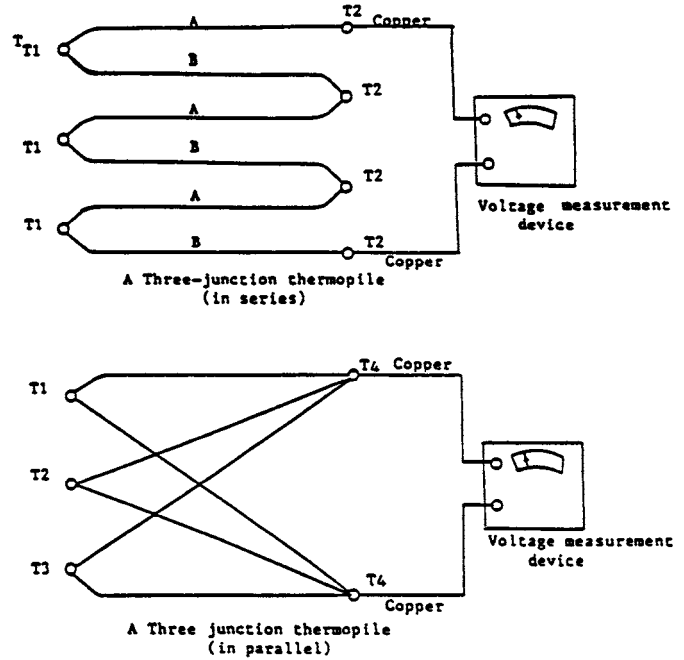 A
T2
Copper
T
T1
B
T2
A
T1
B
T2
A
T1
B
T2
Copper
Voltage measurement
device
A Three-junction thermopile
(in series)
T4 Copper
T1
T2
T3
T4
Copper
Voltage measurement
device
A Three junction thermopile
(in parallel)